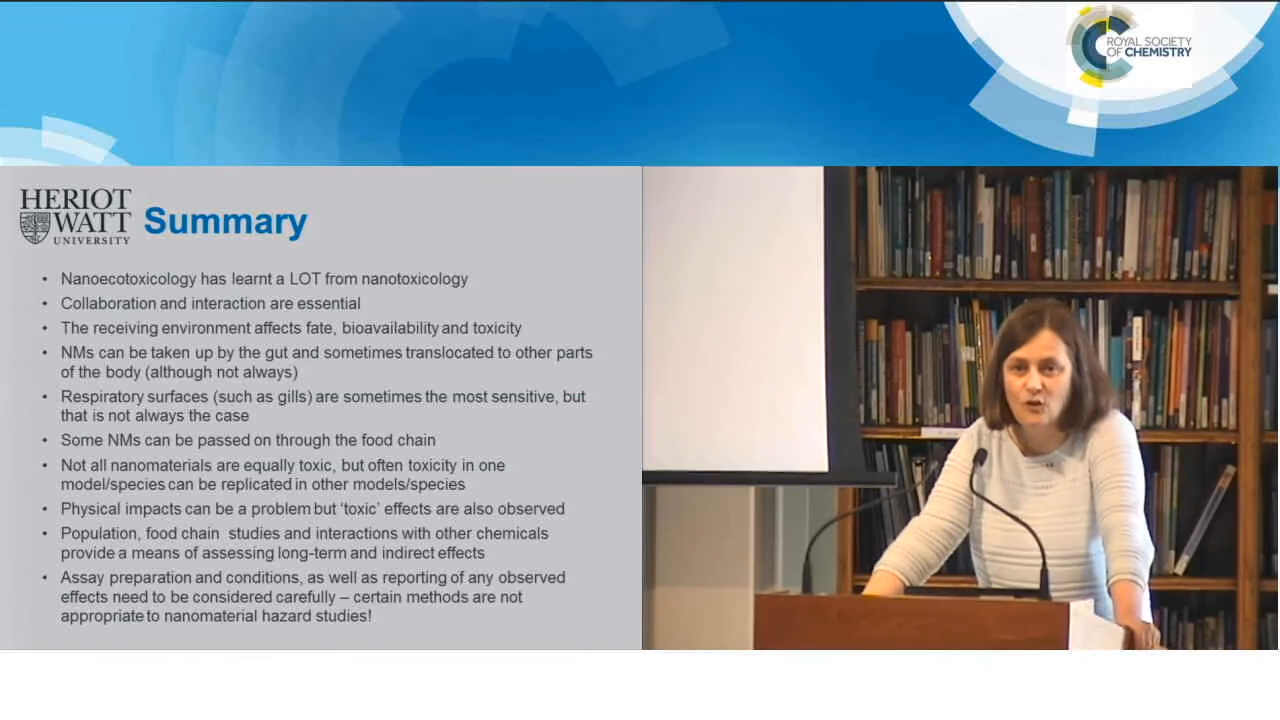 ROYAL SOCIETY
OF CHEMISTRY
HERIOT
WATT
UNIVERSITY
Summary
• Nanoecotoxicology has learnt a LOT from nanotoxicology
• Collaboration and interaction are essential
• The receiving environment affects fate, bioavailability and toxicity
• NMs can be taken up by the gut and sometimes translocated to other parts
of the body (although not always)
• Respiratory surfaces (such as gills) are sometimes the most sensitive, but
that is not always the case
• Some NMs can be passed on through the food chain
• Not all nanomaterials are equally toxic, but often toxicity in one
model/species can be replicated in other models/species
• Physical impacts can be a problem but ‘toxic’ effects are also observed
• Population, food chain studies and interactions with other chemicals
provide a means of assessing long-term and indirect effects
• Assay preparation and conditions, as well as reporting of any observed
effects need to be considered carefully – certain methods are not
appropriate to nanomaterial hazard studies!